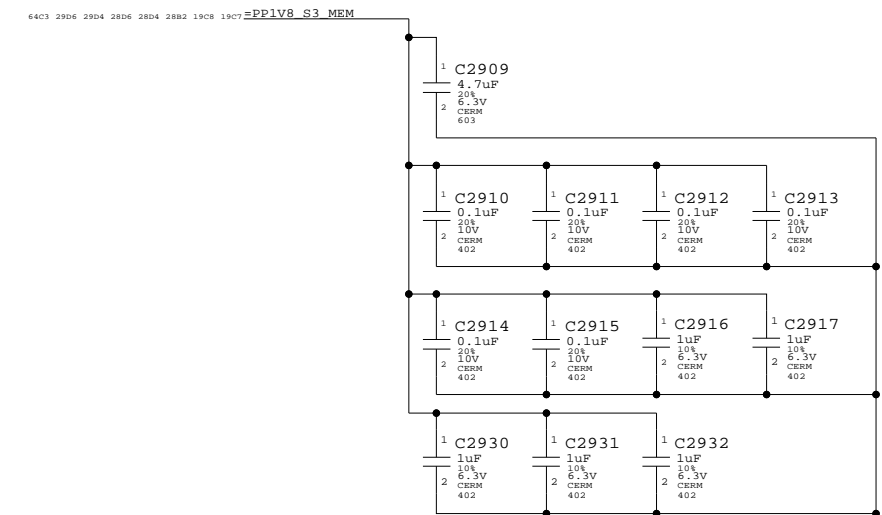 64C3 29D6 29D4 28D6 28D4 28B2 19C8 19C7 =PP1V8_S3_MEM
1 C2909
4.7uF
20%
6.3V
2 CERM
603
1 C2910 1 C2911 1 C2912 1 C2913
0.1uF 0.1uF 0.1uF 0.1uF
20% 20% 20% 20%
10V 10V 10V 10V
2 CERM 2 CERM 2 CERM 2 CERM
402 402 402 402
1 C2914 1 C2915 1 C2916 1 C2917
0.1uF 0.1uF 1uF 1uF
20% 20% 10% 10%
10V 10V 6.3V 6.3V
2 CERM 2 CERM 2 CERM 2 CERM
402 402 402 402
1 C2930 1 C2931 1 C2932
1uF 1uF 1uF
10% 10% 10%
6.3V 6.3V 6.3V
2 CERM 2 CERM 2 CERM
402 402 402